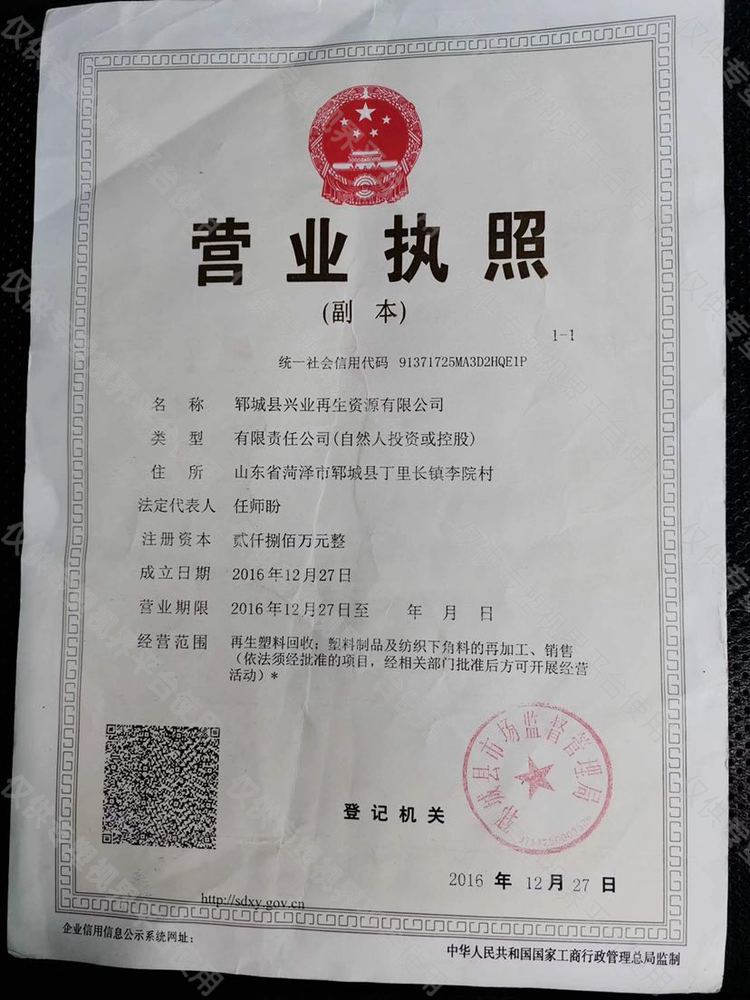 营业执照
(副 本)
1-1
统一社会信用代码 91371725MA3D2HQE1P
名 称 郓城县兴业再生资源有限公司
类 型 有限责任公司(自然人投资或控股)
住 所 山东省菏泽市郓城县丁里长镇李院村
法定代表人 任师盼
注册资本 贰仟捌佰万元整
成立日期 2016年12月27日
营业期限 2016年12月27日至 年 月 日
经营范围 再生塑料回收；塑料制品及纺织下角料的再加工、销售
（依法须经批准的项目，经相关部门批准后方可开展经营
活动）*
郓城县市场监督管理局
登记机关
2016 年 12 月 27 日
http://sdxy.gov.cn
企业信用信息公示系统网址：
中华人民共和国国家工商行政管理总局监制